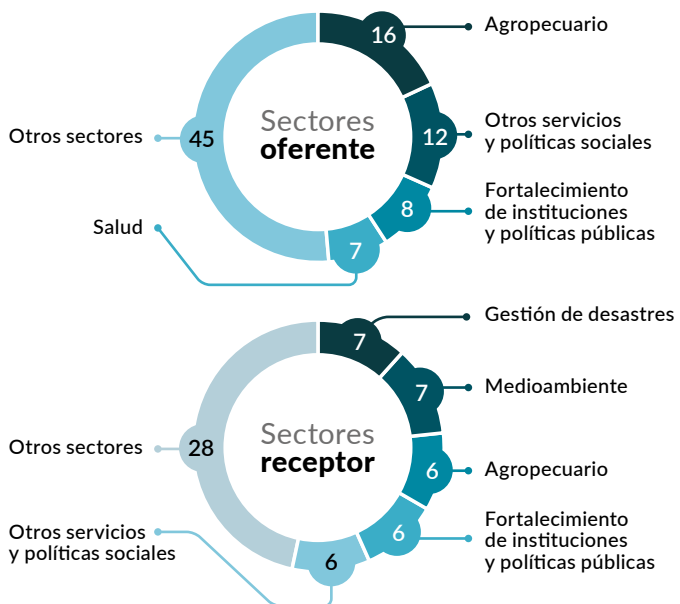 16
Agropecuario
Otros sectores
45
Sectores
oferente
12
Otros servicios
y políticas sociales
8
Fortalecimiento
de instituciones
y políticas públicas
Salud
7
7
Gestión de desastres
7
Medioambiente
Otros sectores
28
Sectores
receptor
6
Agropecuario
6
Fortalecimiento
de instituciones
y políticas públicas
Otros servicios
y políticas sociales
6